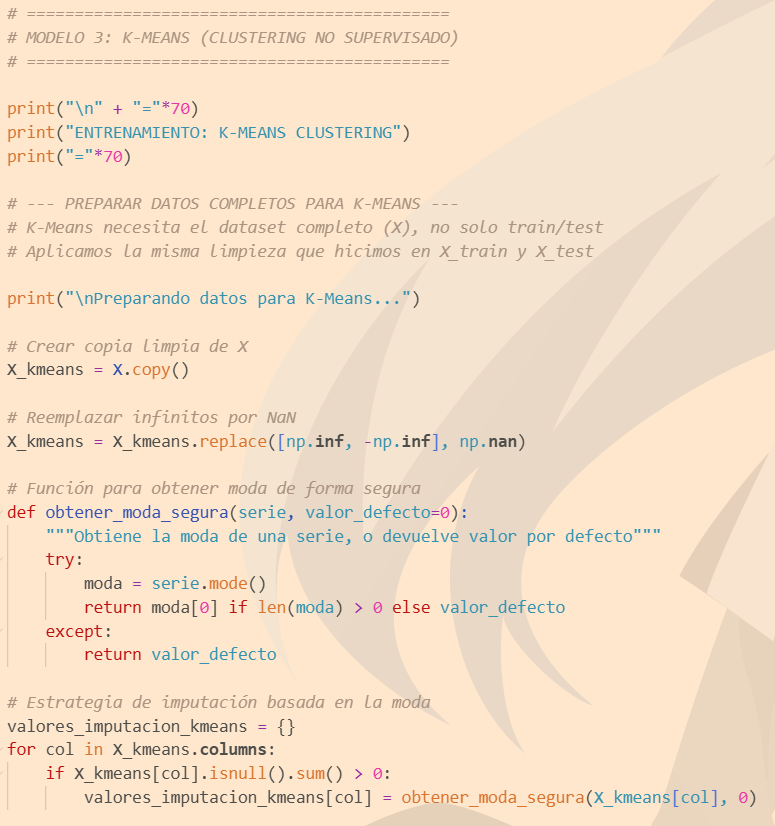 # ============================================
# MODELO 3: K-MEANS (CLUSTERING NO SUPERVISADO)
# ============================================
print("\n" + "="*70)
print("ENTRENAMIENTO: K-MEANS CLUSTERING")
print("="*70)
# --- PREPARAR DATOS COMPLETOS PARA K-MEANS ---
# K-Means necesita el dataset completo (X), no solo train/test
# Aplicamos la misma limpieza que hicimos en X_train y X_test
print("\nPreparando datos para K-Means...")
# Crear copia limpia de X
X_kmeans = X.copy()
# Reemplazar infinitos por NaN
X_kmeans = X_kmeans.replace([np.inf, -np.inf], np.nan)
# Función para obtener moda de forma segura
def obtener_moda_segura(serie, valor_defecto=0):
    """Obtiene la moda de una serie, o devuelve valor por defecto"""
    try:
        moda = serie.mode()
        return moda[0] if len(moda) > 0 else valor_defecto
    except:
        return valor_defecto
# Estrategia de imputación basada en la moda
valores_imputacion_kmeans = {}
for col in X_kmeans.columns:
    if X_kmeans[col].isnull().sum() > 0:
        valores_imputacion_kmeans[col] = obtener_moda_segura(X_kmeans[col], 0)